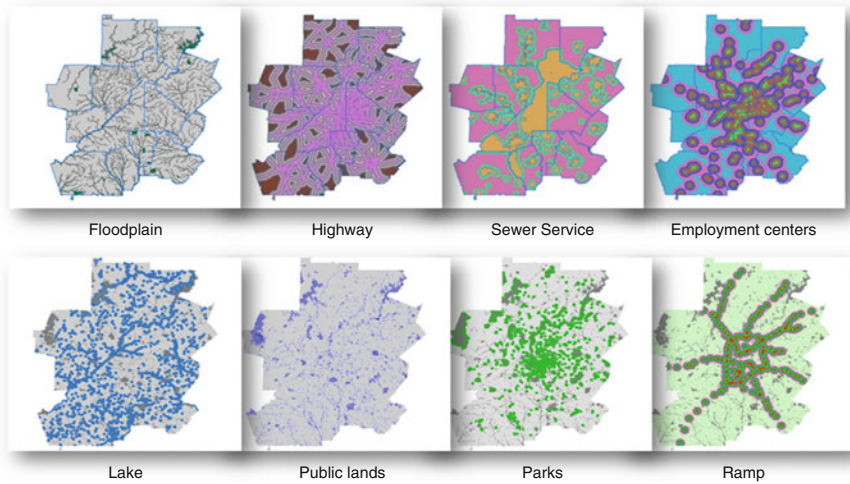 Floodplain
Highway
Sewer Service
Employment centers
Lake
Public lands
Parks
Ramp